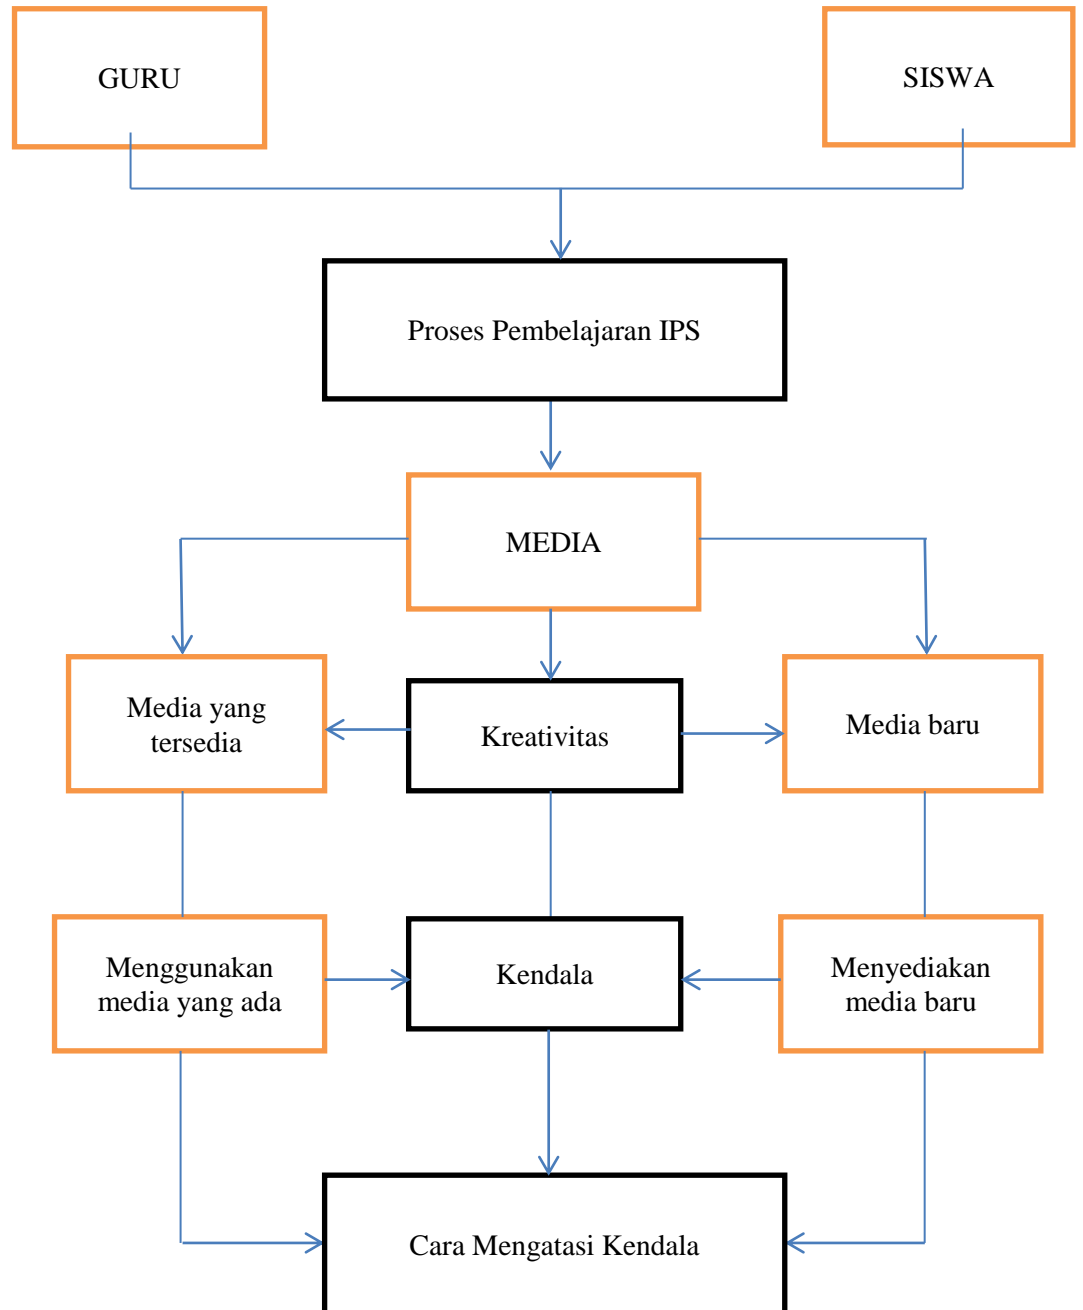 GURU
SISWA
Proses Pembelajaran IPS
MEDIA
Media yang
tersedia
Kreativitas
Media baru
Menggunakan
media yang ada
Kendala
Menyediakan
media baru
Cara Mengatasi Kendala